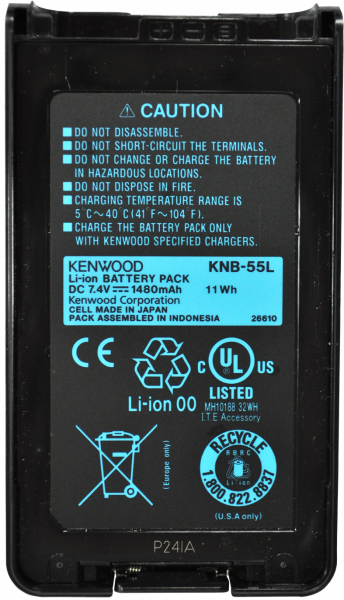 ⚠ CAUTION
■ DO NOT DISASSEMBLE.
■ DO NOT SHORT-CIRCUIT THE TERMINALS.
■ DO NOT CHANGE OR CHARGE THE BATTERY
IN HAZARDOUS LOCATIONS.
■ DO NOT DISPOSE IN FIRE.
■ CHARGING TEMPERATURE RANGE IS
5°C~40°C (41°F~104°F).
■ CHARGE THE BATTERY PACK ONLY
WITH KENWOOD SPECIFIED CHARGERS.
KENWOOD KNB-55L
Li-ion BATTERY PACK
DC 7.4V 1480mAh 11Wh
Kenwood Corporation
CELL MADE IN JAPAN
PACK ASSEMBLED IN INDONESIA 26610
Li-ion 00
C UL US
®
LISTED
MH10188 32WH
I.T.E Accessory
(Europe only)
RECYCLE
RBRC
Li-ion
1.800.822.8837
(U.S.A only)
P241A